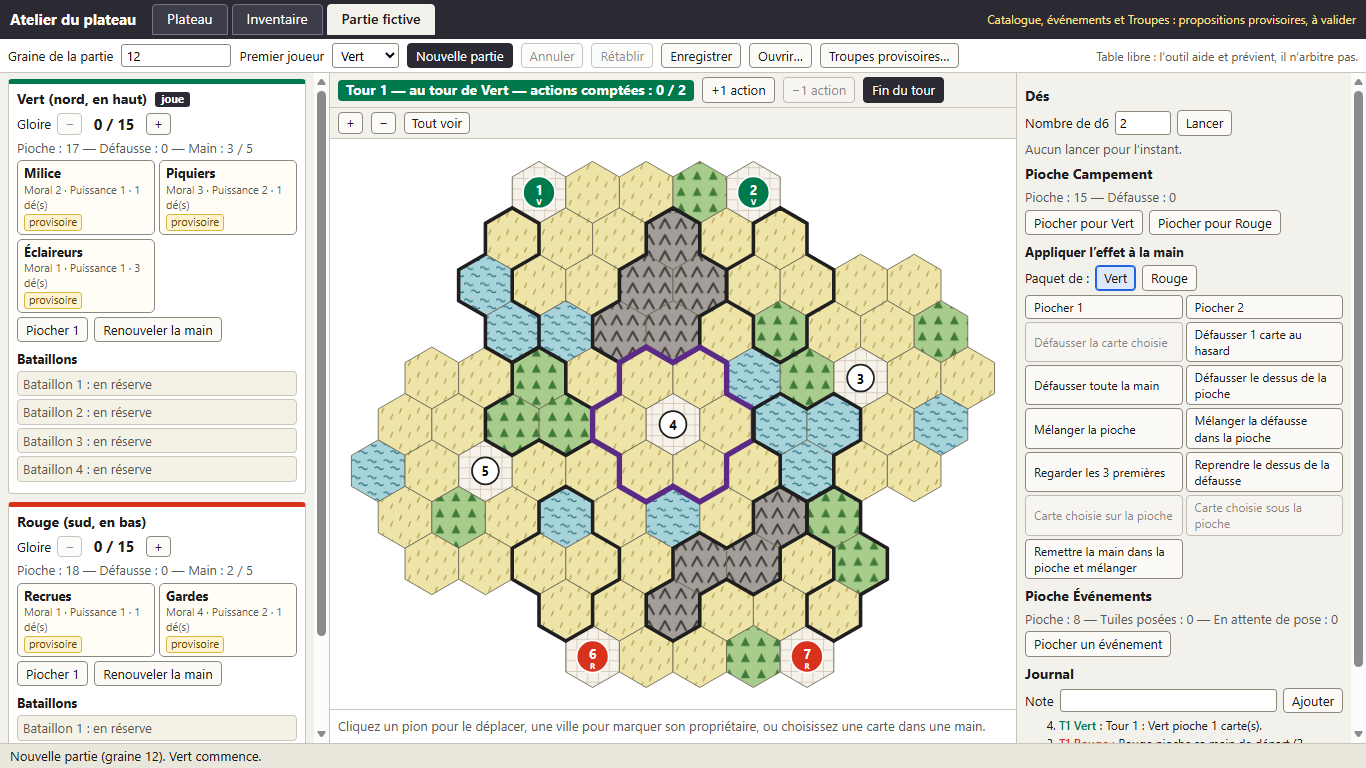 Atelier du plateau
Plateau
Inventaire
Partie fictive
Catalogue, événements et Troupes : propositions provisoires, à valider
Graine de la partie
12
Premier joueur
Vert
Nouvelle partie
Annuler
Rétablir
Enregistrer
Ouvrir...
Troupes provisoires...
Table libre : l'outil aide et prévient, il n'arbitre pas.
Vert (nord, en haut)
joue
Gloire
−
0 / 15
+
Pioche : 17 — Défausse : 0 — Main : 3 / 5
Milice
Moral 2 · Puissance 1 · 1
dé(s)
provisoire
Piquiers
Moral 3 · Puissance 2 · 1
dé(s)
provisoire
Éclaireurs
Moral 1 · Puissance 1 · 3
dé(s)
provisoire
Piocher 1
Renouveler la main
Bataillons
Bataillon 1 : en réserve
Bataillon 2 : en réserve
Bataillon 3 : en réserve
Bataillon 4 : en réserve
Rouge (sud, en bas)
Gloire
−
0 / 15
+
Pioche : 18 — Défausse : 0 — Main : 2 / 5
Recrues
Moral 1 · Puissance 1 · 1
dé(s)
provisoire
Gardes
Moral 4 · Puissance 2 · 1
dé(s)
provisoire
Piocher 1
Renouveler la main
Bataillons
Bataillon 1 : en réserve
Tour 1 — au tour de Vert — actions comptées : 0 / 2
+1 action
−1 action
Fin du tour
+
−
Tout voir
1
V
2
V
3
4
5
6
R
7
R
Cliquez un pion pour le déplacer, une ville pour marquer son propriétaire, ou choisissez une carte dans une main.
Dés
Nombre de d6
2
Lancer
Aucun lancer pour l'instant.
Pioche Campement
Pioche : 15 — Défausse : 0
Piocher pour Vert
Piocher pour Rouge
Appliquer l'effet à la main
Paquet de :
Vert
Rouge
Piocher 1
Piocher 2
Défausser la carte choisie
Défausser 1 carte au
hasard
Défausser toute la main
Défausser le dessus de la
pioche
Mélanger la pioche
Mélanger la défausse
dans la pioche
Regarder les 3 premières
Reprendre le dessus de la
défausse
Carte choisie sur la pioche
Carte choisie sous la
pioche
Remettre la main dans la
pioche et mélanger
Pioche Événements
Pioche : 8 — Tuiles posées : 0 — En attente de pose : 0
Piocher un événement
Journal
Note
Ajouter
4. T1 Vert : Tour 1 : Vert pioche 1 carte(s).
Nouvelle partie (graine 12). Vert commence.